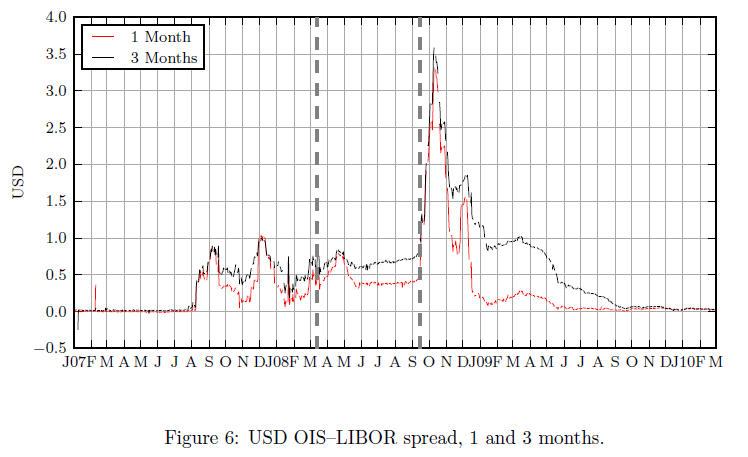 4.0
1 Month
3 Months
3.5
3.0
2.5
2.0
USD
1.5
1.0
0.5
0.0
−0.5
J07F M A M J J A S O N DJ08F M A M J J A S O N DJ09F M A M J J A S O N DJ10F M
Figure 6: USD OIS–LIBOR spread, 1 and 3 months.